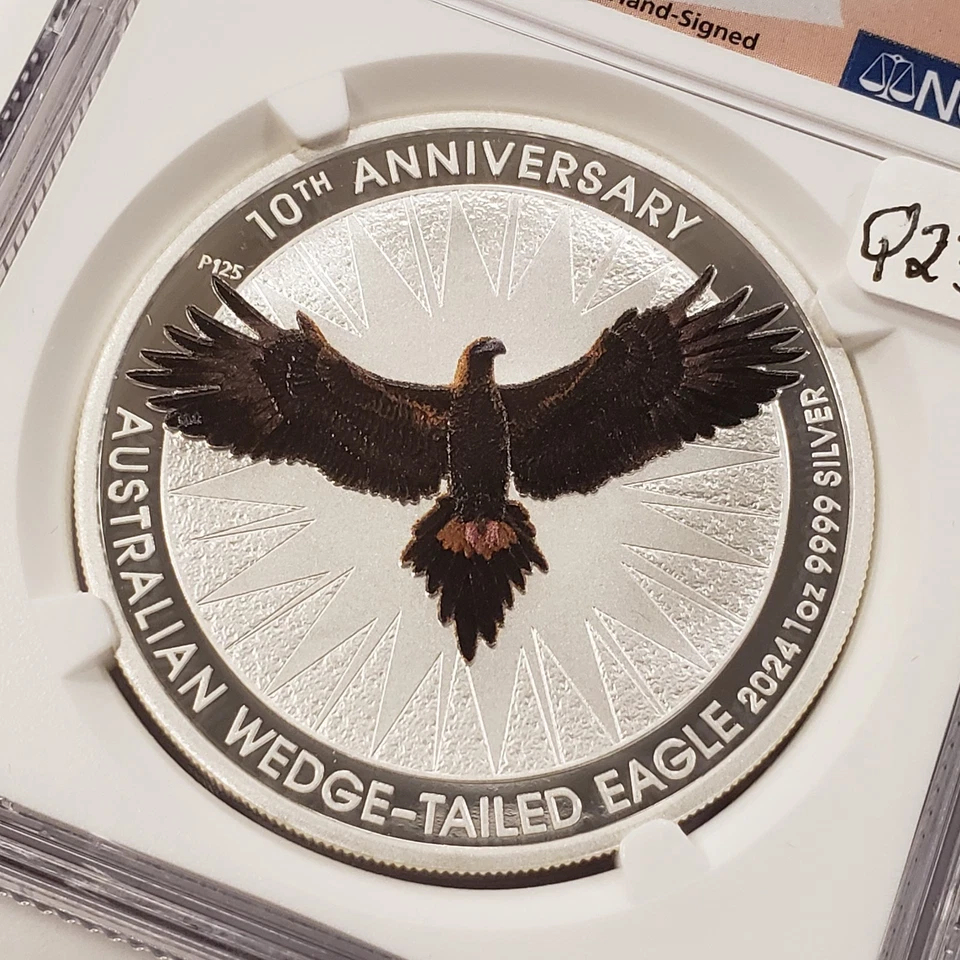 Hand-Signed
10TH ANNIVERSARY
P125
AUSTRALIAN WEDGE-TAILED EAGLE 2024 1oz 9999 SILVER